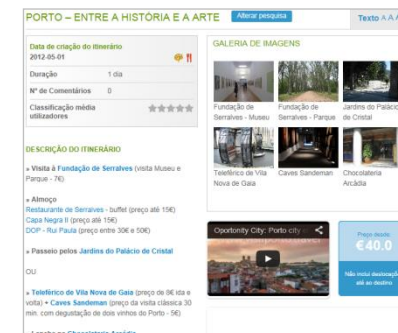 PORTO – ENTRE A HISTÓRIA E A ARTE
Alterar pesquisa
Texto A A A
Data de criação do itinerário
2012-05-01
Duração 1 dia
Nº de Comentários 0
Classificação média utilizadores
DESCRIÇÃO DO ITINERÁRIO
» Visita à Fundação de Serralves (visita Museu e
Parque - 7€)
» Almoço
Restaurante de Serralves - buffet (preço até 15€)
Capa Negra II (preço até 15€)
DOP - Rui Paula (preço entre 30€ e 50€)
» Passeio pelos Jardins do Palácio de Cristal
OU
» Teleférico de Vila Nova de Gaia (preço de 8€ ida e
volta) + Caves Sandeman (preço da visita clássica 30
min. com degustação de dois vinhos do Porto - 5€)
GALERIA DE IMAGENS
Fundação de
Serralves - Museu
Fundação de
Serralves - Parque
Jardins do Palácio
de Cristal
Teleférico de Vila
Nova de Gaia
Caves Sandeman
Chocolateria
Arcádia
Oportonity City: Porto city
Preço desde:
€40.0
Não inclui deslocação
até ao destino.
» Lanche na Chocolateria Arcádia